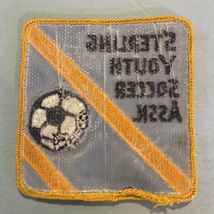 STERLING
YOUTH
SOCCER
ASSN.